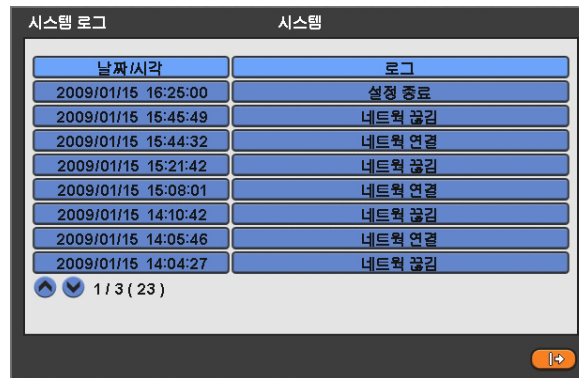 시스템 로그 시스템
날짜/시각 로그
2009/01/15 16:25:00 설정 종료
2009/01/15 15:45:49 네트웍 끊김
2009/01/15 15:44:32 네트웍 연결
2009/01/15 15:21:42 네트웍 끊김
2009/01/15 15:08:01 네트웍 연결
2009/01/15 14:10:42 네트웍 끊김
2009/01/15 14:05:46 네트웍 연결
2009/01/15 14:04:27 네트웍 끊김
1 / 3 ( 23 )